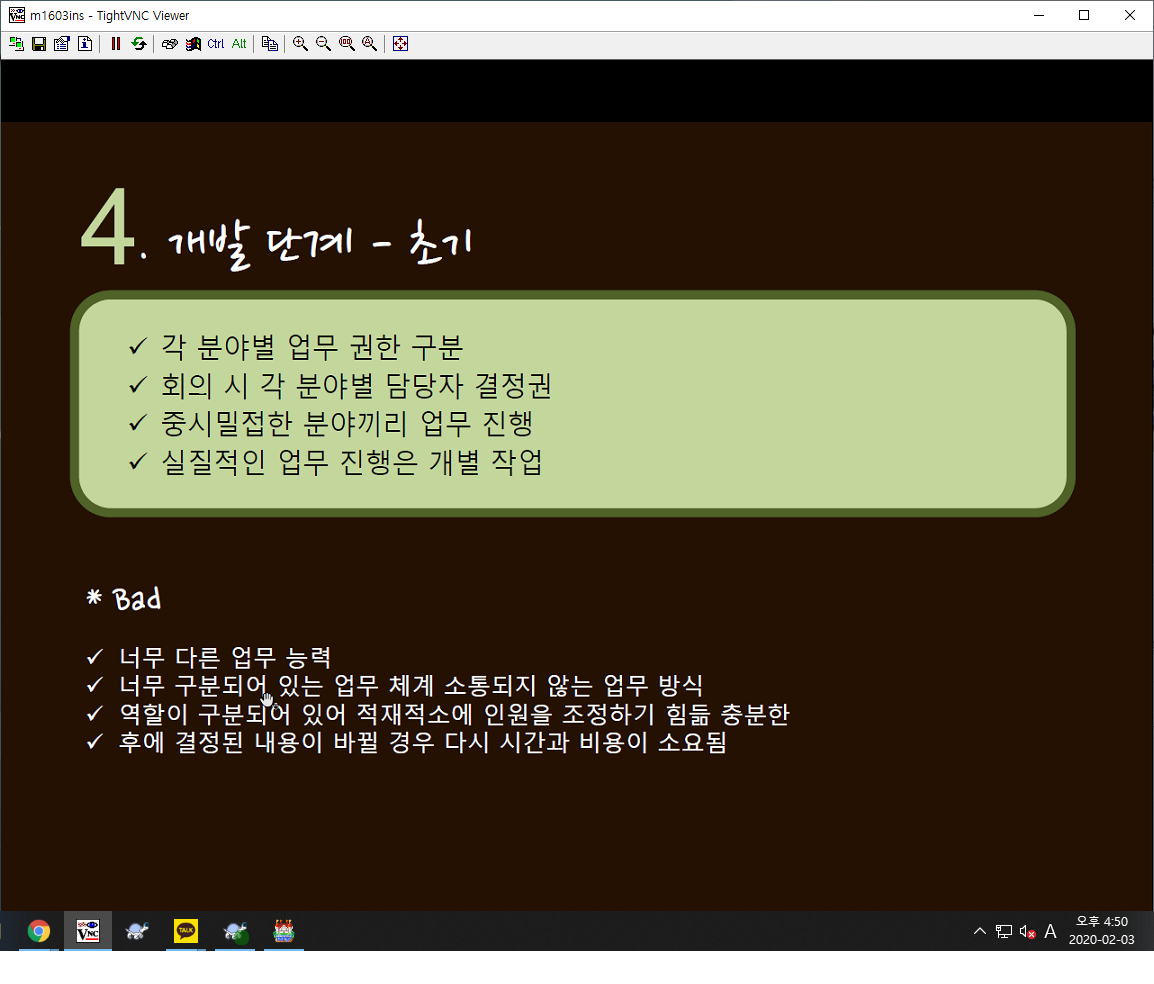 m1603ins - TightVNC Viewer
Ctrl Alt
4. 개발 단계 - 초기
✓ 각 분야별 업무 권한 구분
✓ 회의 시 각 분야별 담당자 결정권
✓ 중시밀접한 분야끼리 업무 진행
✓ 실질적인 업무 진행은 개별 작업
* Bad
✓ 너무 다른 업무 능력
✓ 너무 구분되어 있는 업무 체계 소통되지 않는 업무 방식
✓ 역할이 구분되어 있어 적재적소에 인원을 조정하기 힘듦 충분한
✓ 후에 결정된 내용이 바뀔 경우 다시 시간과 비용이 소요됨
VNC
TALK
A
오후 4:50
2020-02-03